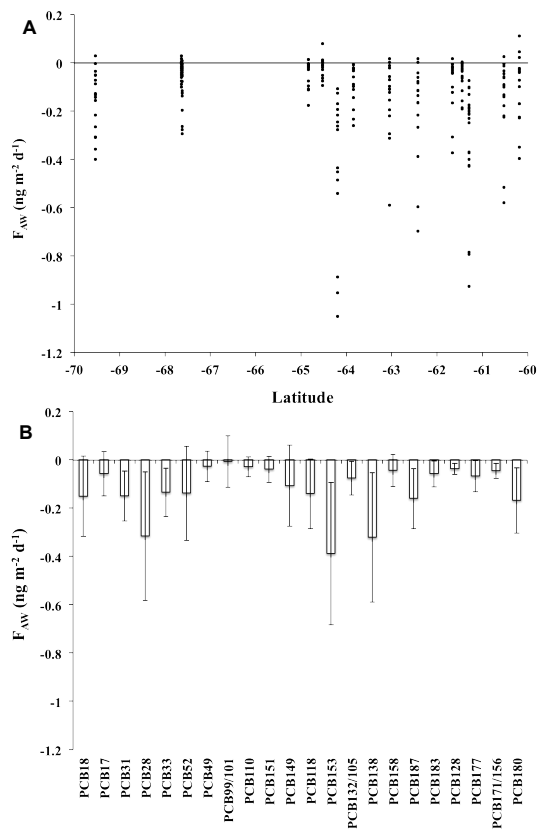 A
0.2
0
-0.2
-0.4
-0.6
-0.8
-1
-1.2
F_AW (ng m⁻² d⁻¹)
-70 -69 -68 -67 -66 -65 -64 -63 -62 -61 -60
Latitude
B
0.2
0
-0.2
-0.4
-0.6
-0.8
-1
-1.2
F_AW (ng m⁻² d⁻¹)
PCB18
PCB17
PCB31
PCB28
PCB33
PCB52
PCB49
PCB99/101
PCB110
PCB151
PCB149
PCB118
PCB153
PCB132/105
PCB138
PCB158
PCB187
PCB183
PCB128
PCB177
PCB171/156
PCB180